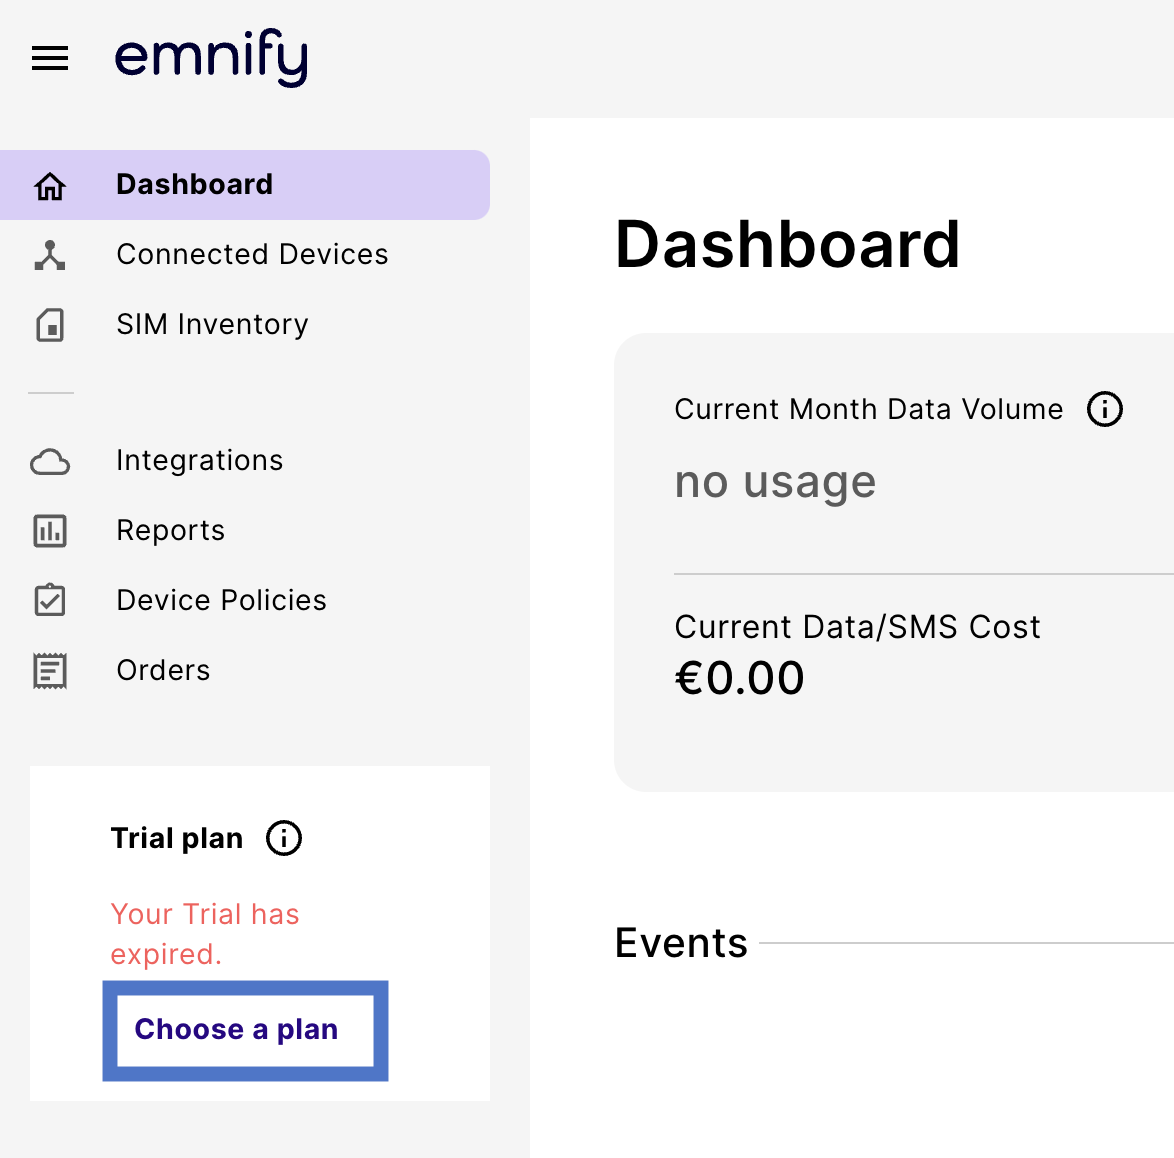 emnify
Dashboard
Connected Devices
SIM Inventory
Integrations
Reports
Device Policies
Orders
Trial plan
Your Trial has
expired.
Choose a plan
Dashboard
Current Month Data Volume
no usage
Current Data/SMS Cost
€0.00
Events